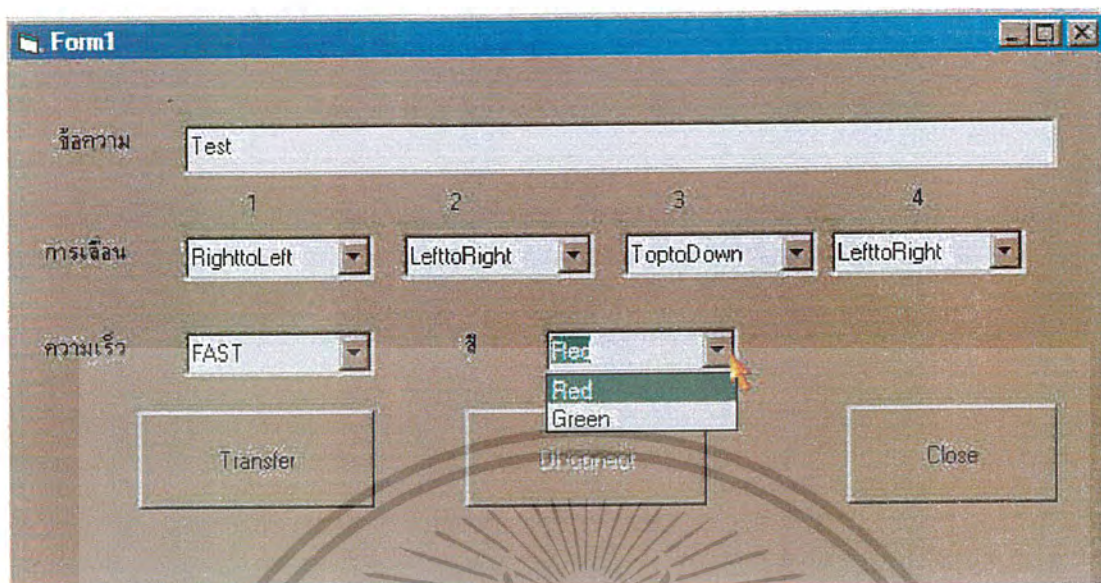 Form1
ข้อความ Test
1 2 3 4
การเลื่อน RighttoLeft LefttoRight ToptoDown LefttoRight
ความเร็ว FAST สี Red
Red
Green
Transfer Disconnect Close